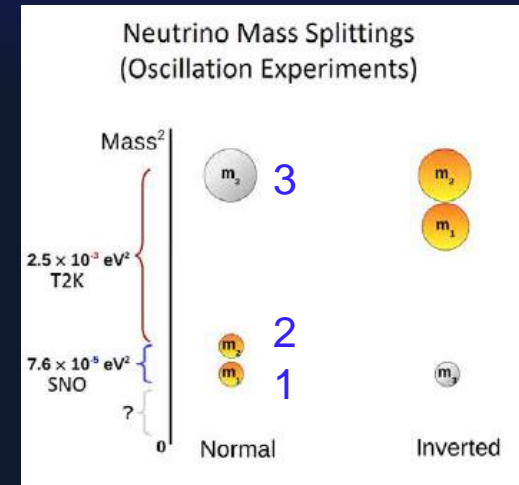 Neutrino Mass Splittings
(Oscillation Experiments)
Mass²
m₃
3
m₂
m₁
2.5 × 10⁻³ eV²
T2K
2
m₂
7.6 × 10⁻⁵ eV²
SNO
m₁
1
m₃
?
0
Normal
Inverted